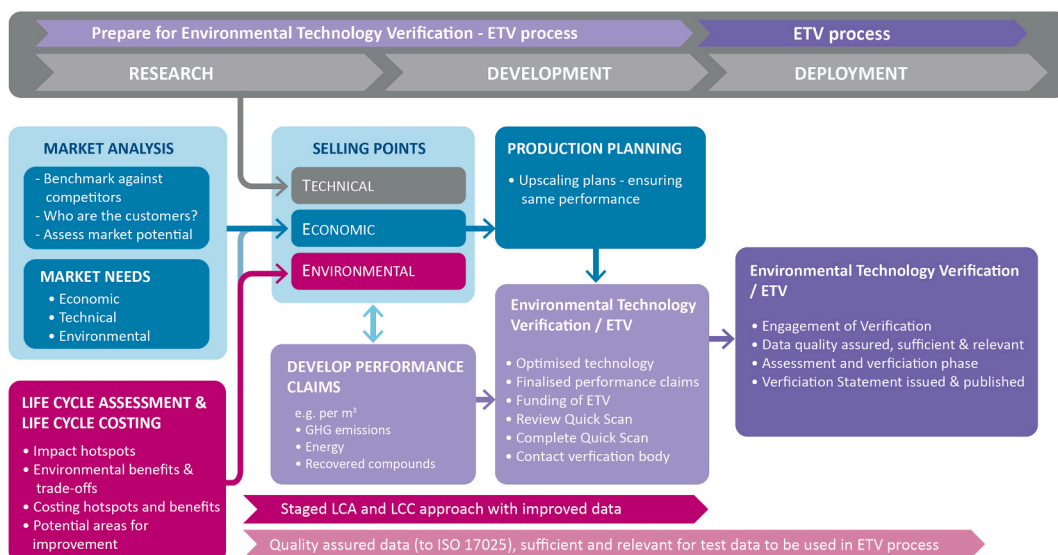 Prepare for Environmental Technology Verification - ETV process
ETV process
RESEARCH
DEVELOPMENT
DEPLOYMENT
MARKET ANALYSIS
- Benchmark against
competitors
- Who are the customers?
- Assess market potential
MARKET NEEDS
• Economic
• Technical
• Environmental
LIFE CYCLE ASSESSMENT &
LIFE CYCLE COSTING
• Impact hotspots
• Environmental benefits &
trade-offs
• Costing hotspots and benefits
• Potential areas for
improvement
SELLING POINTS
TECHNICAL
ECONOMIC
ENVIRONMENTAL
DEVELOP PERFORMANCE
CLAIMS
e.g. per m³
• GHG emissions
• Energy
• Recovered compounds
PRODUCTION PLANNING
• Upscaling plans - ensuring
same performance
Environmental Technology
Verification / ETV
• Optimised technology
• Finalised performance claims
• Funding of ETV
• Review Quick Scan
• Complete Quick Scan
• Contact verfication body
Environmental Technology Verification
/ ETV
• Engagement of Verification
• Data quality assured, sufficient & relevant
• Assessment and verficiation phase
• Verficiation Statement issued & published
Staged LCA and LCC approach with improved data
Quality assured data (to ISO 17025), sufficient and relevant for test data to be used in ETV process